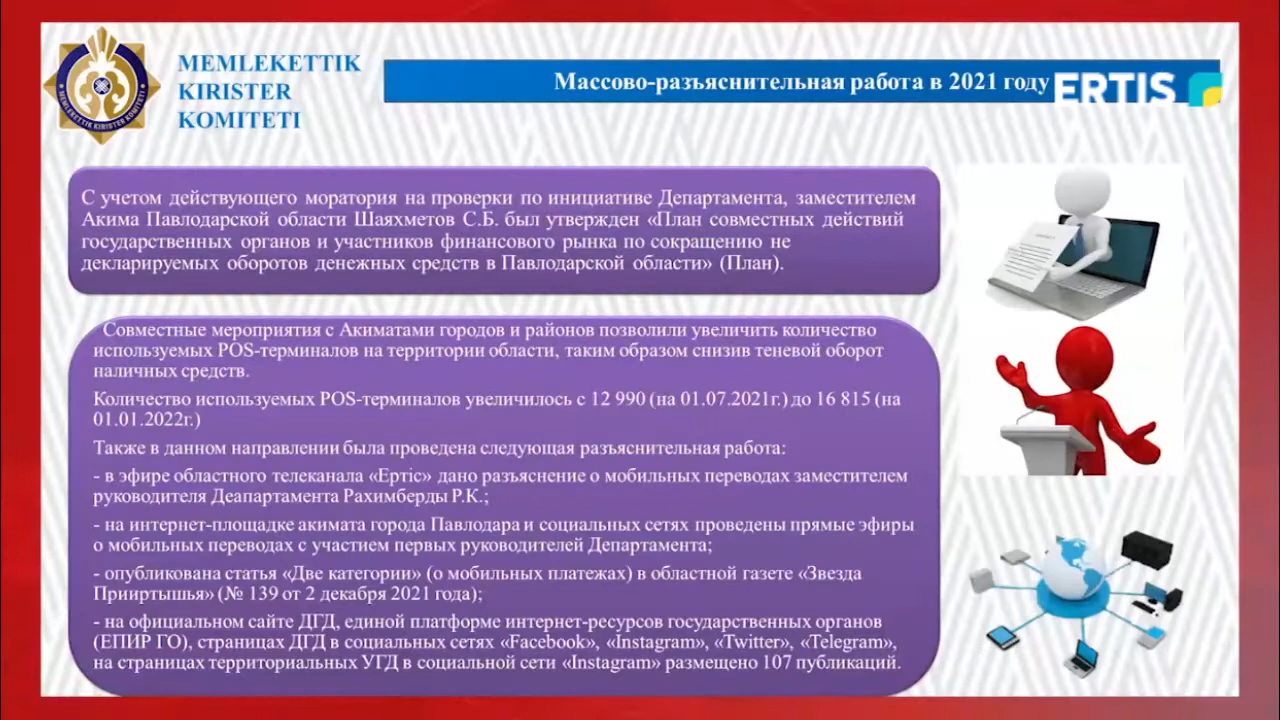 MEMLEKETTIK
KIRISTER
KOMITETI
MEMLEKETTIK KIRISTER KOMITETI
Массово-разъяснительная работа в 2021 году
ERTIS
С учетом действующего моратория на проверки по инициативе Департамента, заместителем
Акима Павлодарской области Шаяхметов С.Б. был утвержден «План совместных действий
государственных органов и участников финансового рынка по сокращению не
декларируемых оборотов денежных средств в Павлодарской области» (План).
Совместные мероприятия с Акиматами городов и районов позволили увеличить количество
используемых POS-терминалов на территории области, таким образом снизив теневой оборот
наличных средств.
Количество используемых POS-терминалов увеличилось с 12 990 (на 01.07.2021г.) до 16 815 (на
01.01.2022г.)
Также в данном направлении была проведена следующая разъяснительная работа:
- в эфире областного телеканала «Ертіс» дано разъяснение о мобильных переводах заместителем
руководителя Деапартамента Рахимберды Р.К.;
- на интернет-площадке акимата города Павлодара и социальных сетях проведены прямые эфиры
о мобильных переводах с участием первых руководителей Департамента;
- опубликована статья «Две категории» (о мобильных платежах) в областной газете «Звезда
Прииртышья» (№ 139 от 2 декабря 2021 года);
- на официальном сайте ДГД, единой платформе интернет-ресурсов государственных органов
(ЕПИР ГО), страницах ДГД в социальных сетях «Facebook», «Instagram», «Twitter», «Telegram»,
на страницах территориальных УГД в социальной сети «Instagram» размещено 107 публикаций.